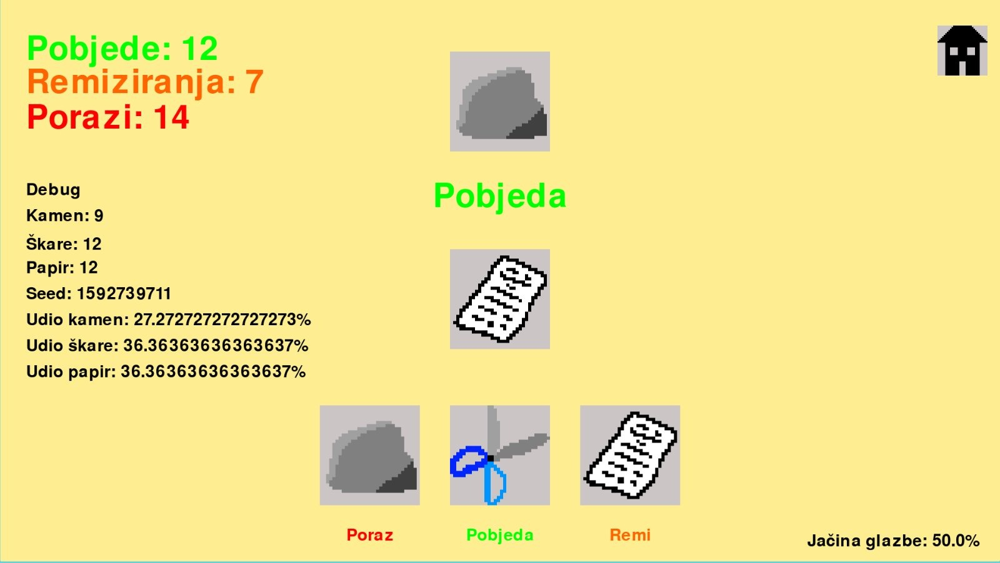 Pobjede: 12
Remiziranja: 7
Porazi: 14
Debug
Kamen: 9
Škare: 12
Papir: 12
Seed: 1592739711
Udio kamen: 27.272727272727273%
Udio škare: 36.36363636363637%
Udio papir: 36.36363636363637%
Pobjeda
Poraz
Pobjeda
Remi
Jačina glazbe: 50.0%